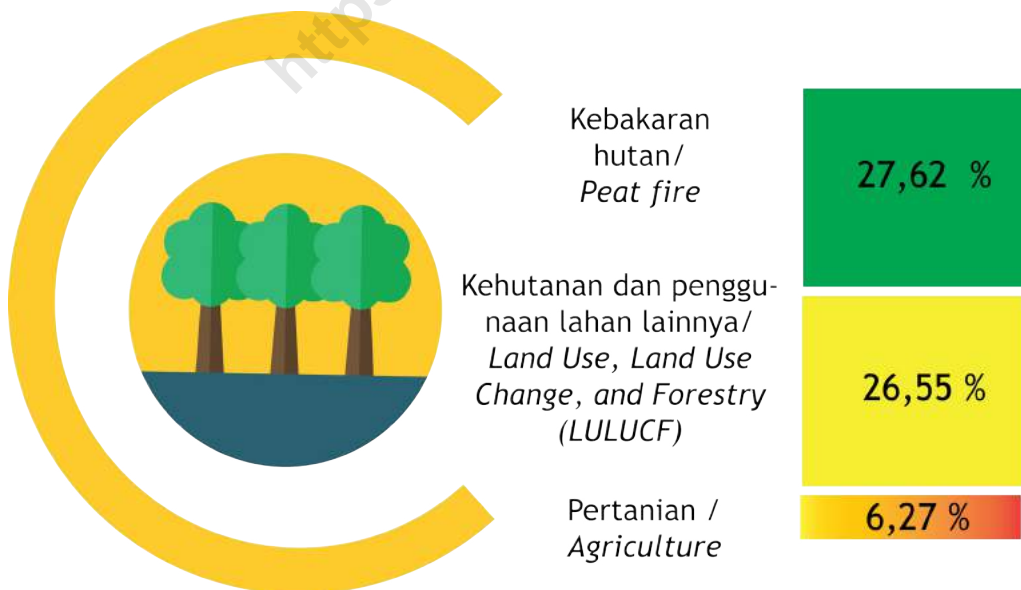 https
Kebakaran
hutan/
Peat fire
27,62 %
Kehutanan dan penggu-
naan lahan lainnya/
Land Use, Land Use
Change, and Forestry
(LULUCF)
26,55 %
Pertanian /
Agriculture
6,27 %